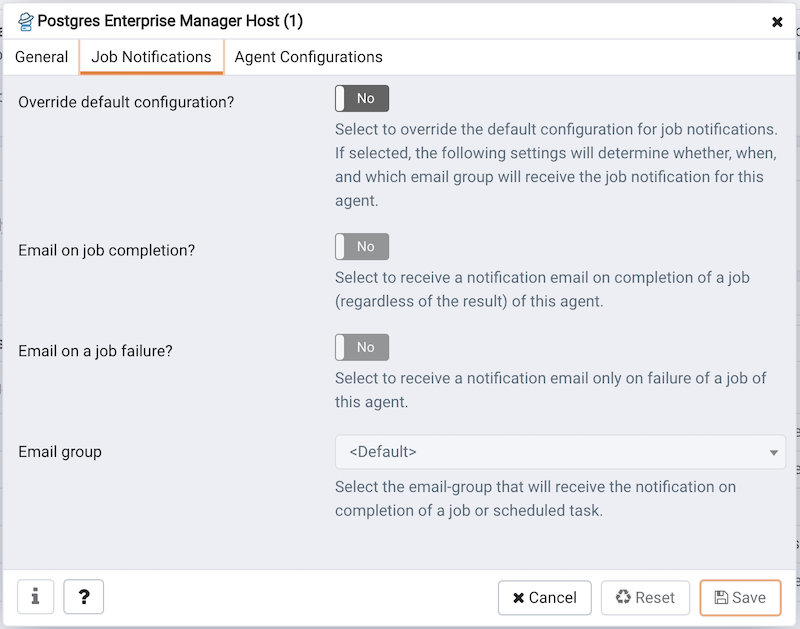 Postgres Enterprise Manager Host (1)
General Job Notifications Agent Configurations
Override default configuration? No
Select to override the default configuration for job notifications.
If selected, the following settings will determine whether, when,
and which email group will receive the job notification for this
agent.
Email on job completion? No
Select to receive a notification email on completion of a job
(regardless of the result) of this agent.
Email on a job failure? No
Select to receive a notification email only on failure of a job of
this agent.
Email group <Default>
Select the email-group that will receive the notification on
completion of a job or scheduled task.
i ? Cancel Reset Save